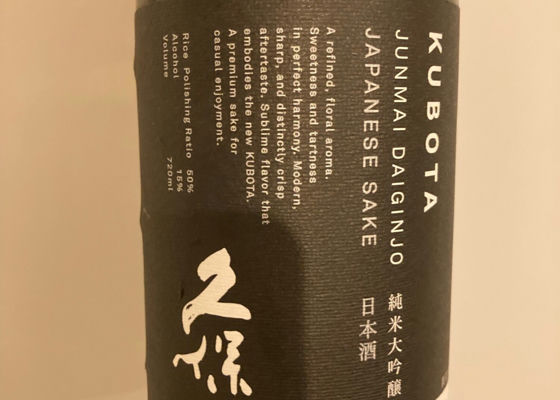 KUBOTA
JUNMAI DAIGINJO 純米大吟醸
JAPANESE SAKE 日本酒
A refined, floral aroma.
Sweetness and tartness
in perfect harmony. Modern,
sharp, and distinctly crisp
aftertaste. Sublime flavor that
embodies the new KUBOTA.
A premium sake for
casual enjoyment.
Rice Polishing Ratio 50%
Alcohol 15%
Volume 720ml
久保